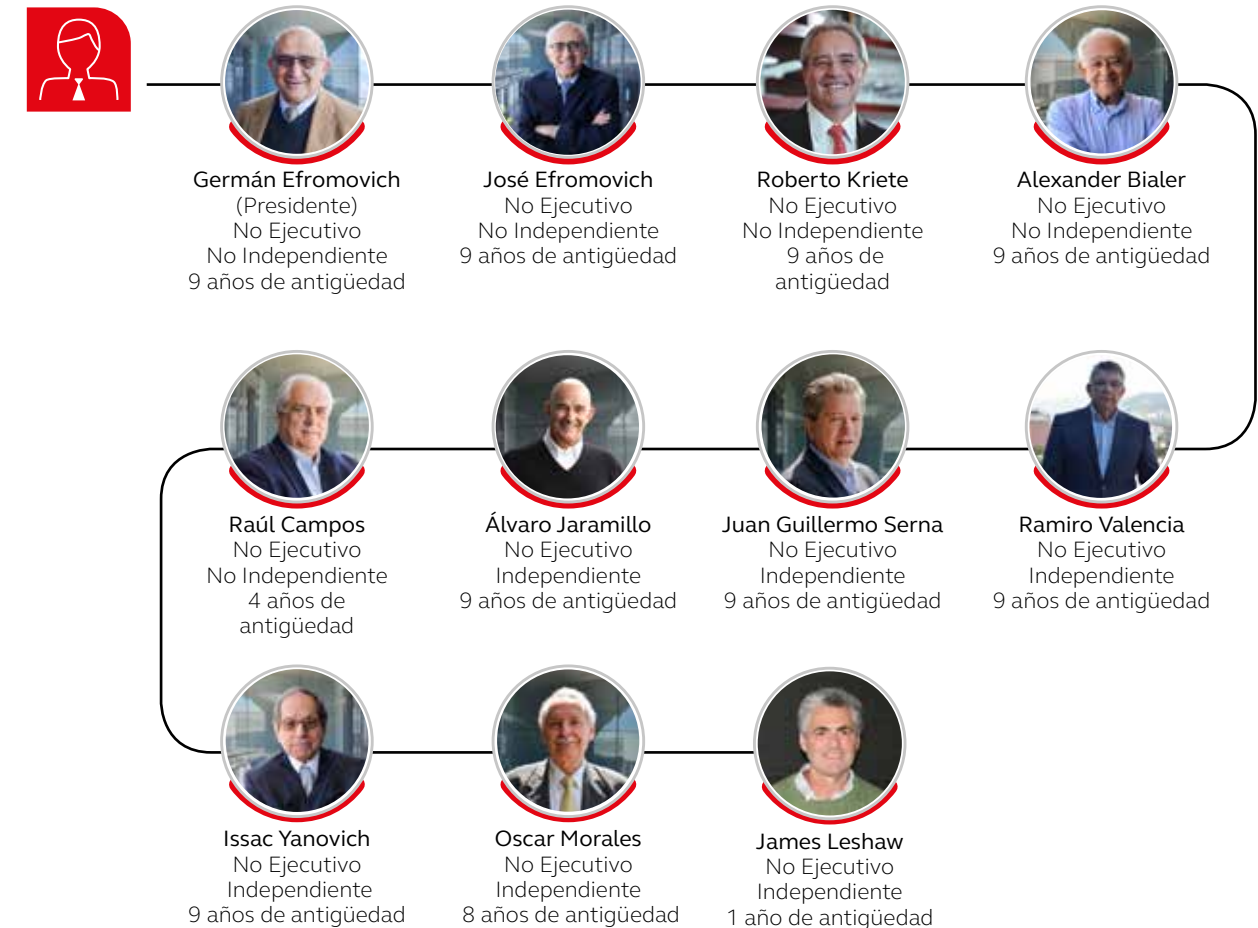 Germán Efromovich
(Presidente)
No Ejecutivo
No Independiente
9 años de antigüedad
José Efromovich
No Ejecutivo
No Independiente
9 años de antigüedad
Roberto Kriete
No Ejecutivo
No Independiente
9 años de
antigüedad
Alexander Bialer
No Ejecutivo
No Independiente
9 años de antigüedad
Raúl Campos
No Ejecutivo
No Independiente
4 años de
antigüedad
Álvaro Jaramillo
No Ejecutivo
Independiente
9 años de antigüedad
Juan Guillermo Serna
No Ejecutivo
Independiente
9 años de antigüedad
Ramiro Valencia
No Ejecutivo
Independiente
9 años de antigüedad
Issac Yanovich
No Ejecutivo
Independiente
9 años de antigüedad
Oscar Morales
No Ejecutivo
Independiente
8 años de antigüedad
James Leshaw
No Ejecutivo
Independiente
1 año de antigüedad